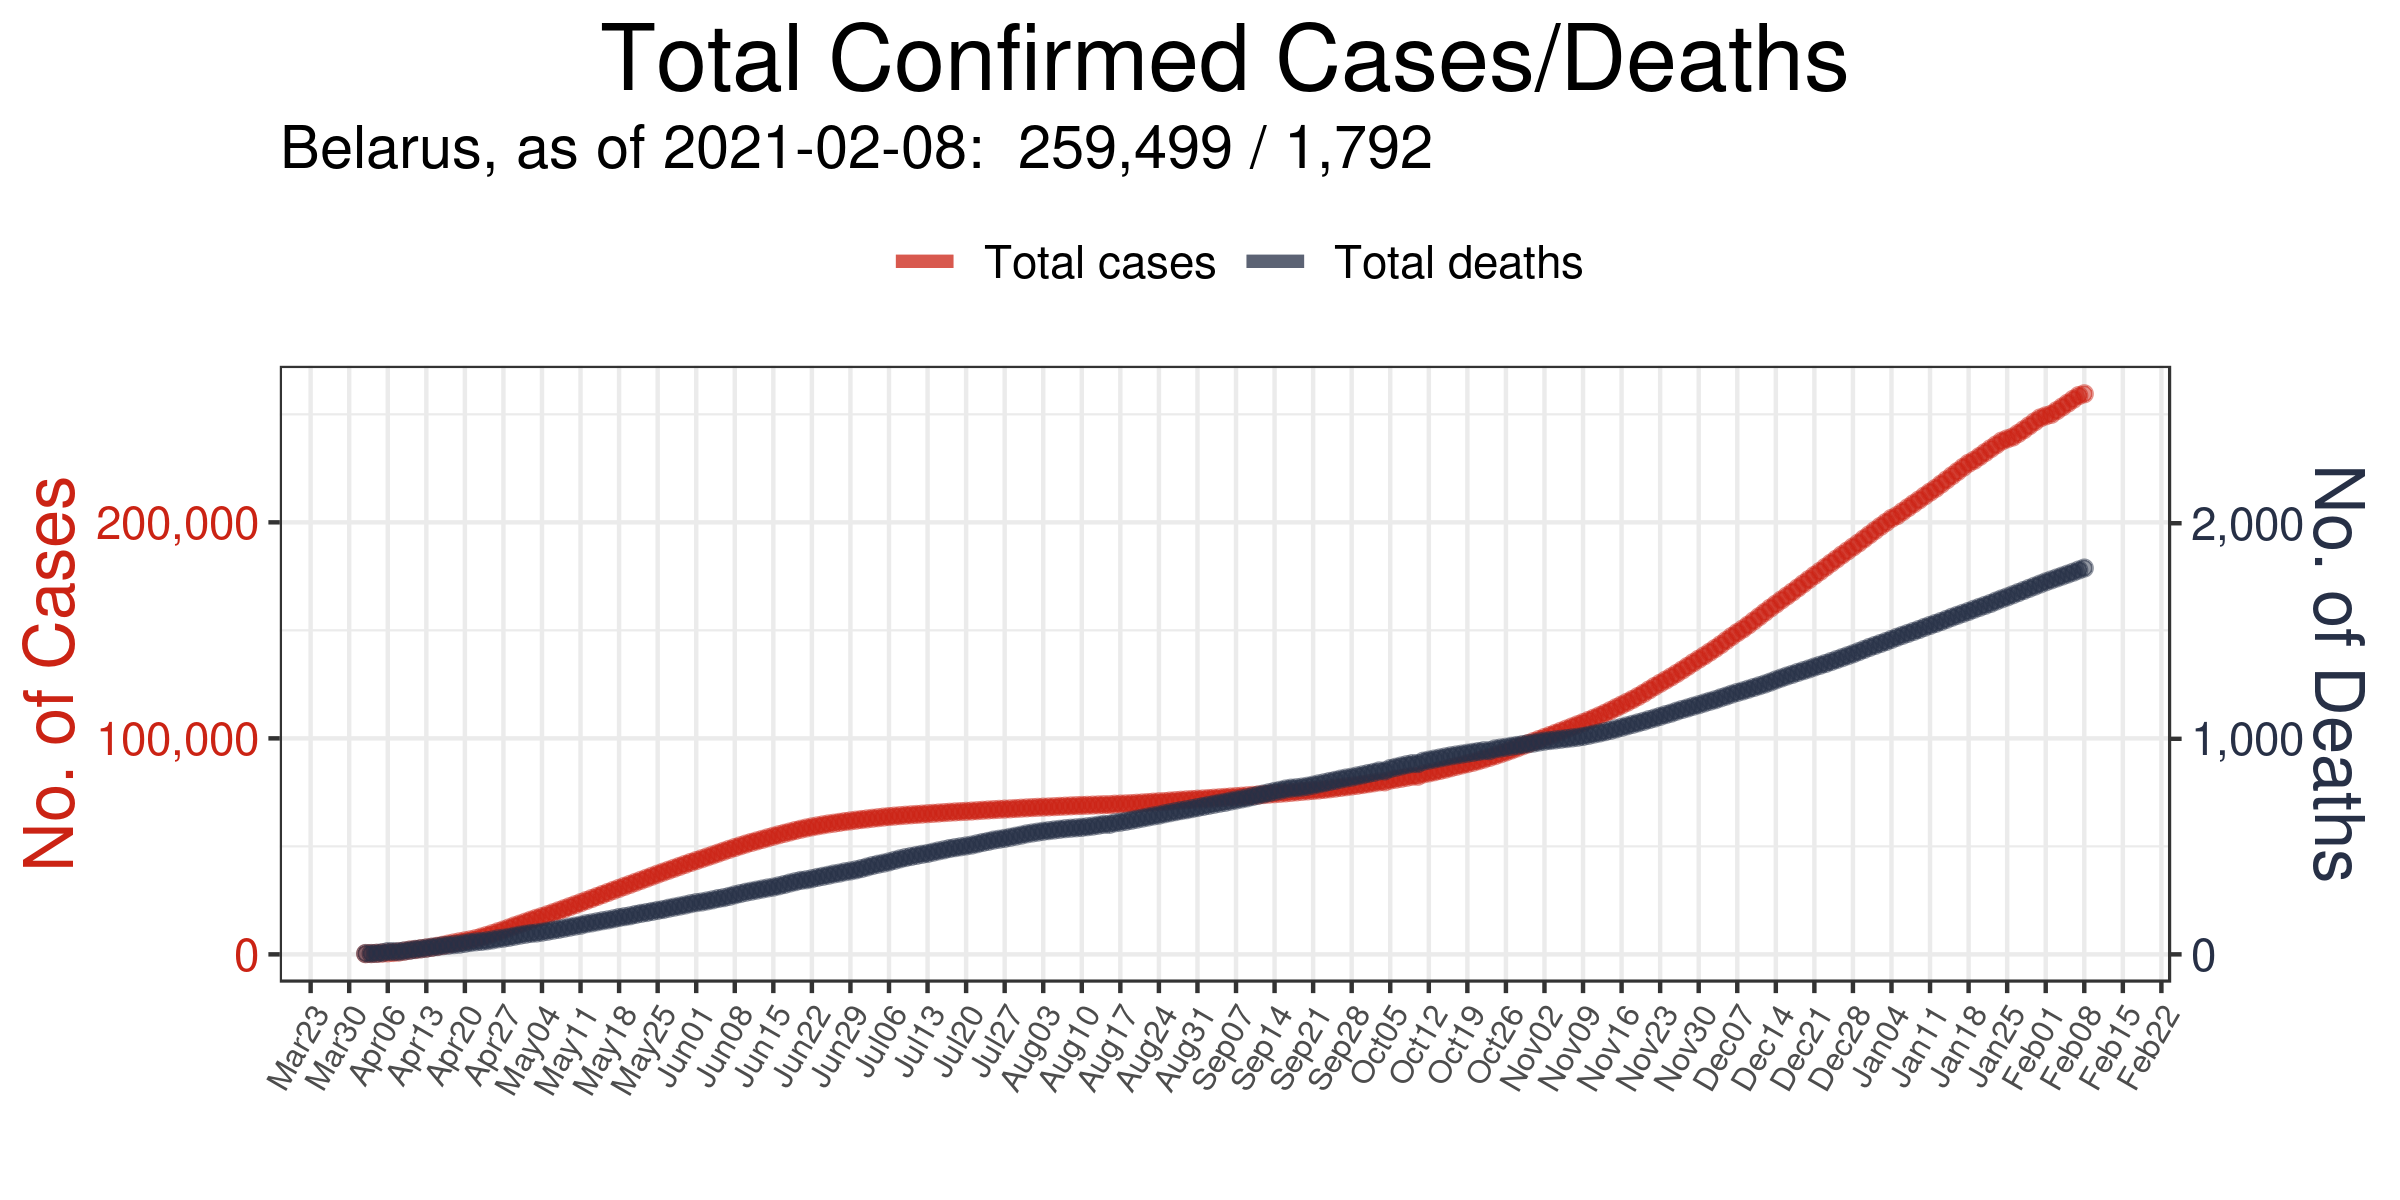 Total Confirmed Cases/Deaths
Belarus, as of 2021-02-08:  259,499 / 1,792
Total cases
Total deaths
No. of Cases
200,000
100,000
0
2,000
1,000
0
No. of Deaths
Mar23
Mar30
Apr06
Apr13
Apr20
Apr27
May04
May11
May18
May25
Jun01
Jun08
Jun15
Jun22
Jun29
Jul06
Jul13
Jul20
Jul27
Aug03
Aug10
Aug17
Aug24
Aug31
Sep07
Sep14
Sep21
Sep28
Oct05
Oct12
Oct19
Oct26
Nov02
Nov09
Nov16
Nov23
Nov30
Dec07
Dec14
Dec21
Dec28
Jan04
Jan11
Jan18
Jan25
Feb01
Feb08
Feb15
Feb22